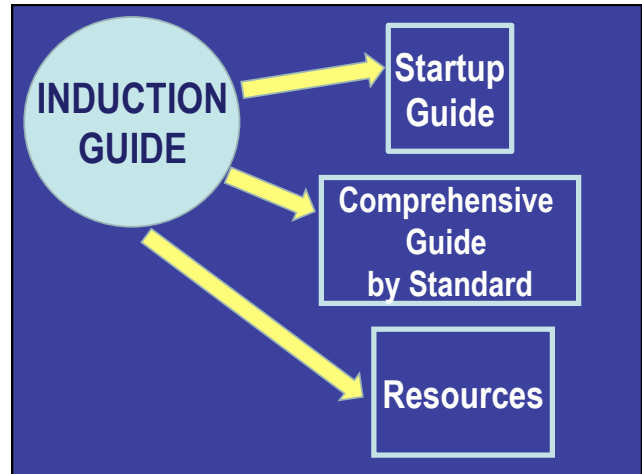 INDUCTION
GUIDE
Startup
Guide
Comprehensive
Guide
by Standard
Resources